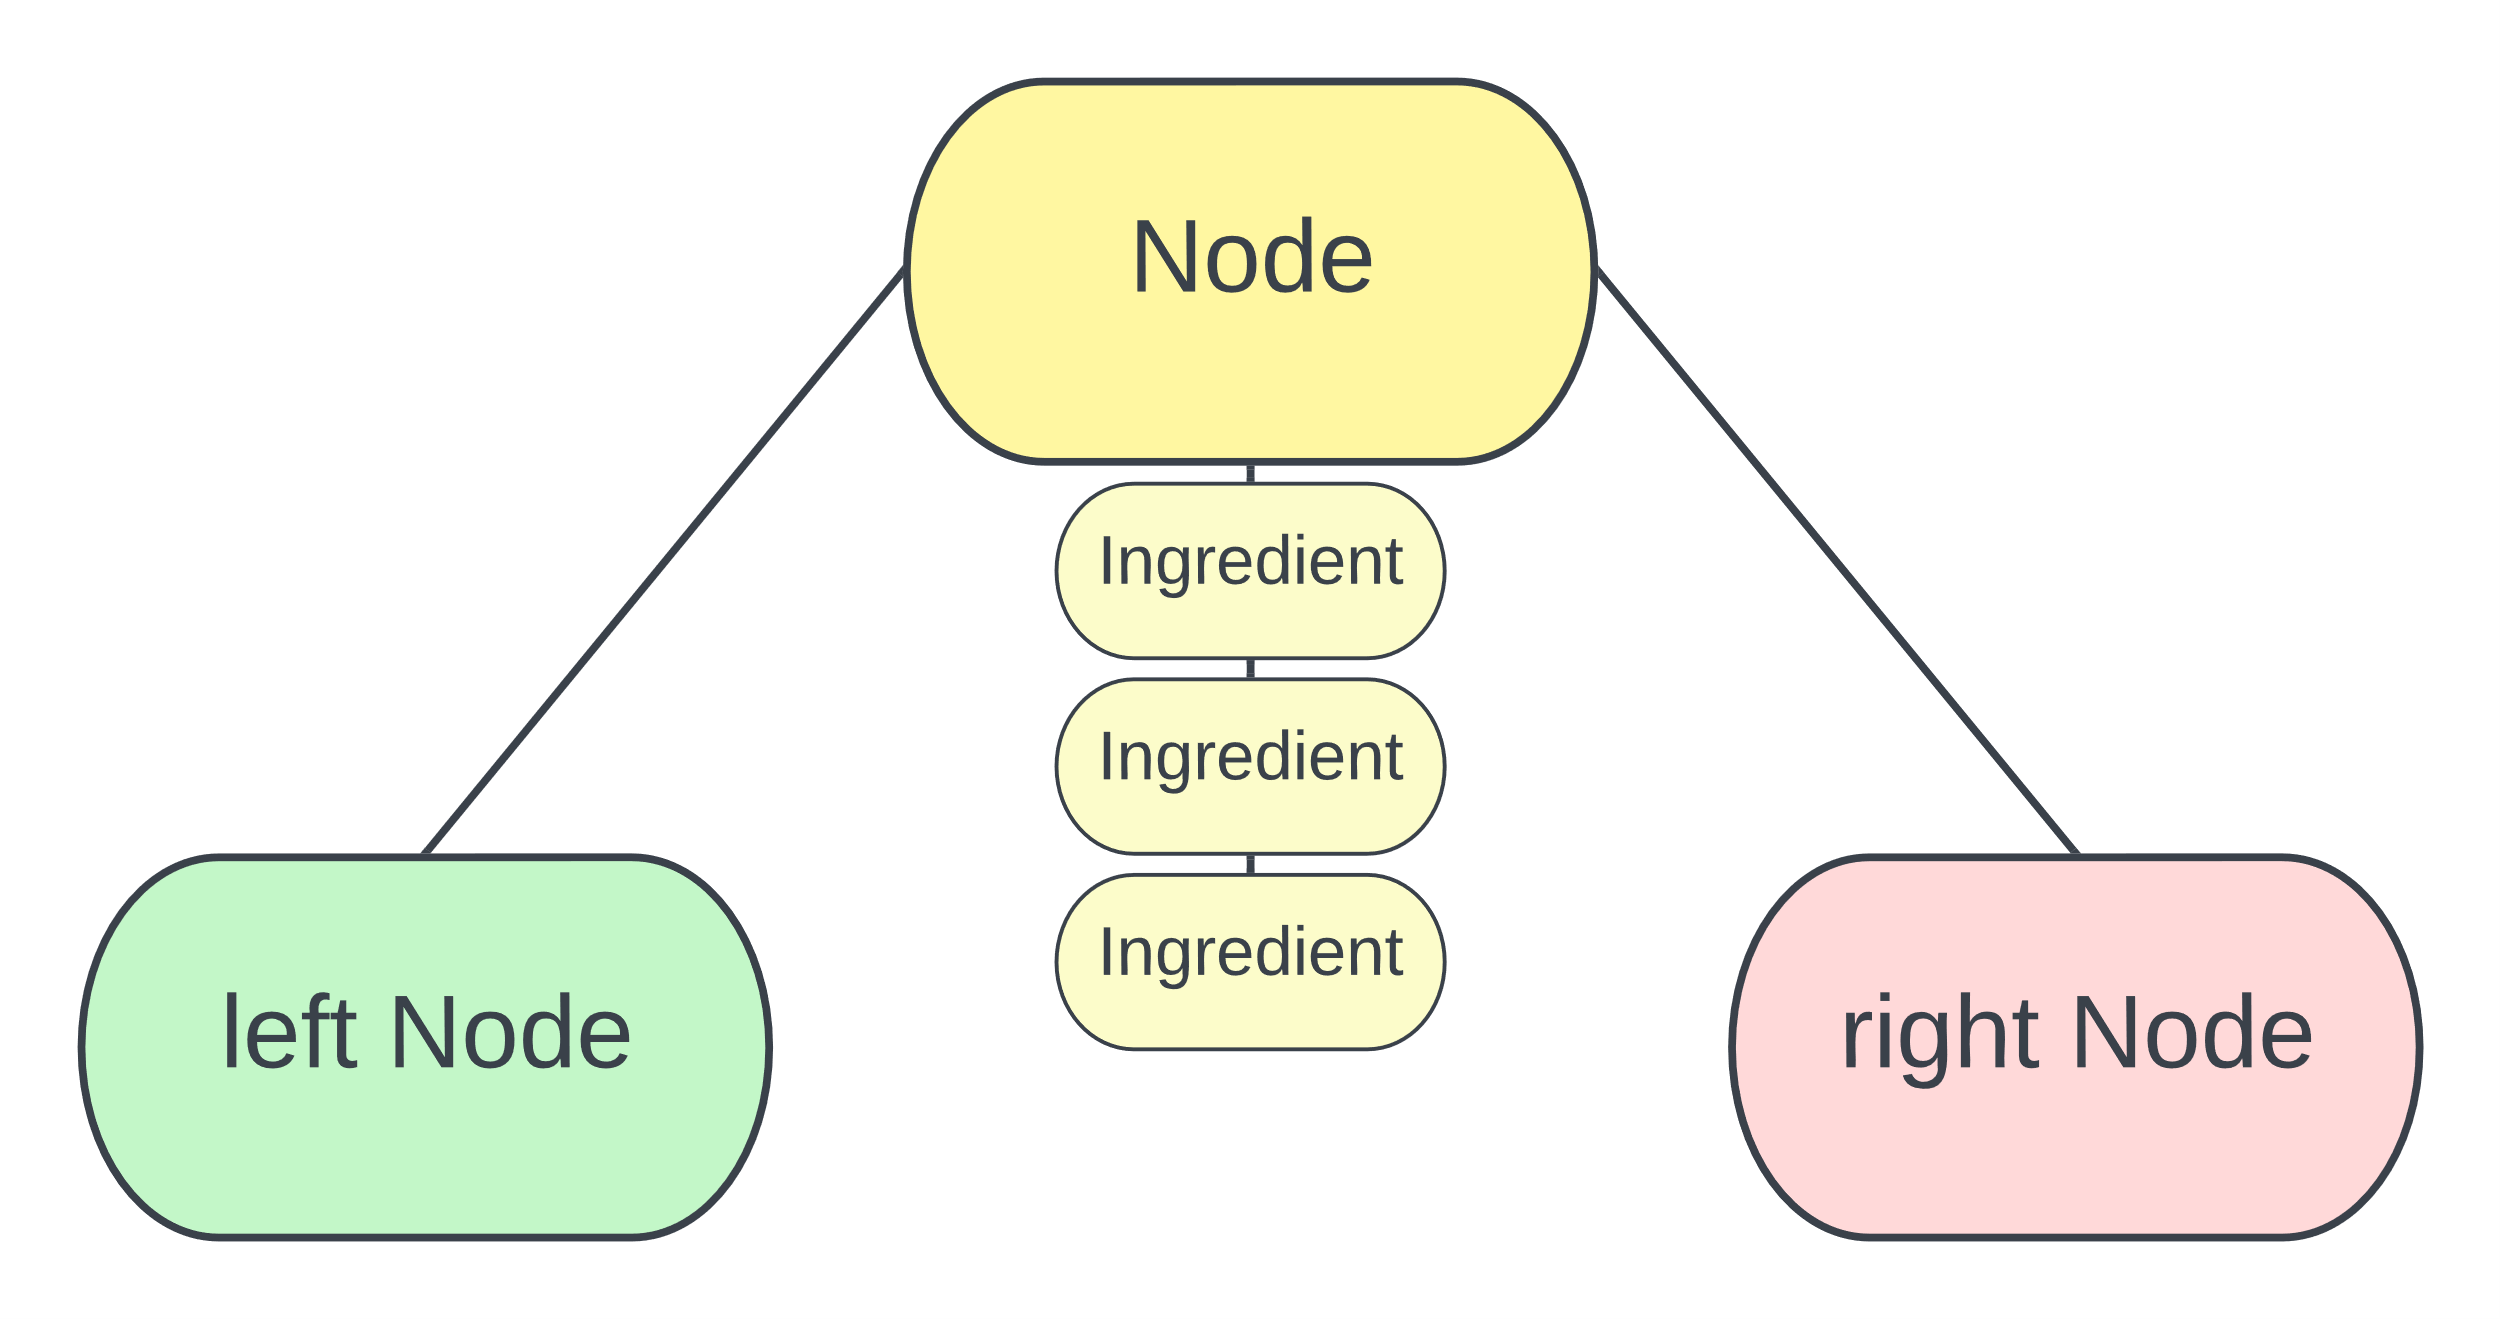 Node
Ingredient
Ingredient
Ingredient
left Node
right Node